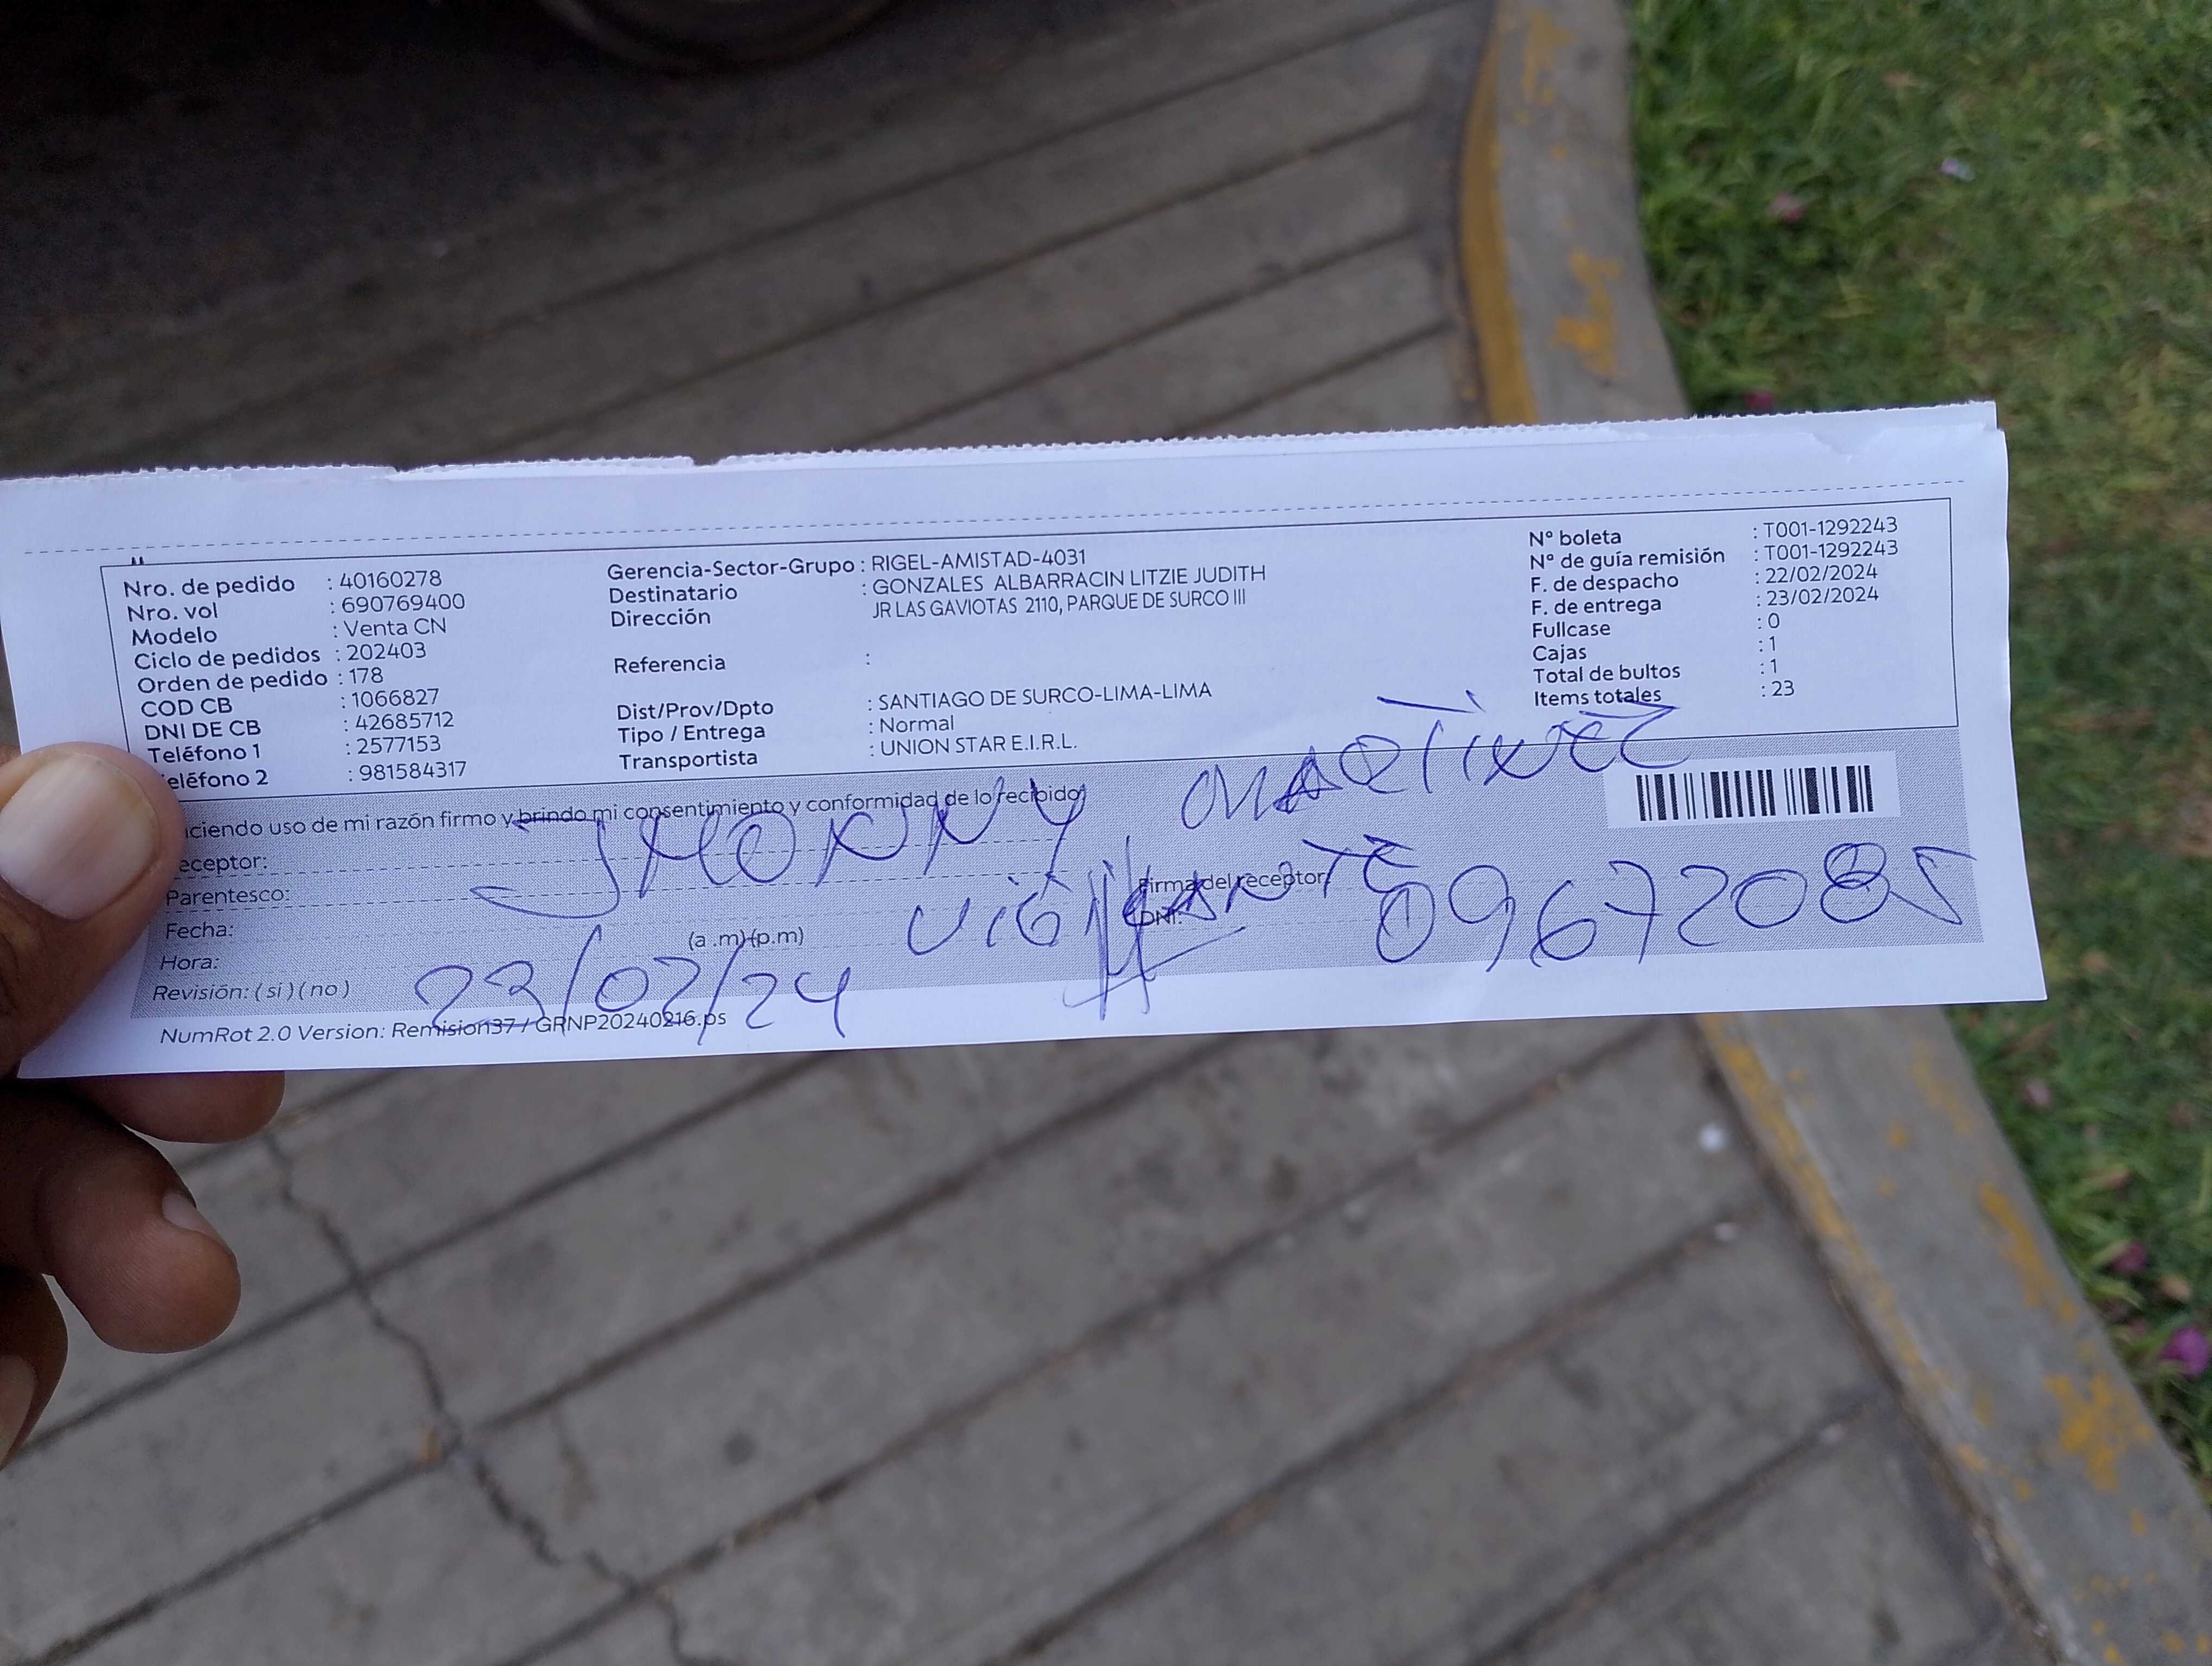 Nro. de pedido : 40160278
Nro. vol : 690769400
Modelo : Venta CN
Ciclo de pedidos : 202403
Orden de pedido : 178
COD CB : 1066827
DNI DE CB : 42685712
Teléfono 1 : 2577153
eléfono 2 : 981584317
Gerencia-Sector-Grupo : RIGEL-AMISTAD-4031
Destinatario : GONZALES ALBARRACIN LITZIE JUDITH
Dirección JR LAS GAVIOTAS 2110, PARQUE DE SURCO III
Referencia :
Dist/Prov/Dpto : SANTIAGO DE SURCO-LIMA-LIMA
Tipo / Entrega : Normal
Transportista : UNION STAR E.I.R.L.
N° boleta : T001-1292243
N° de guía remisión : T001-1292243
F. de despacho : 22/02/2024
F. de entrega : 23/02/2024
Fullcase : 0
Cajas : 1
Total de bultos : 1
Items totales : 23
ciendo uso de mi razón firmo y brindo mi consentimiento y conformidad de lo recibido
eceptor: JHONNY MARTINEZ
Parentesco: VIGILANTE
Firma del receptor
DNI: 09672085
Fecha:
(a .m) (p.m)
Hora:
23/02/24
Revisión: ( si ) ( no )
NumRot 2.0 Version: Remision37 / GRNP20240216.ps